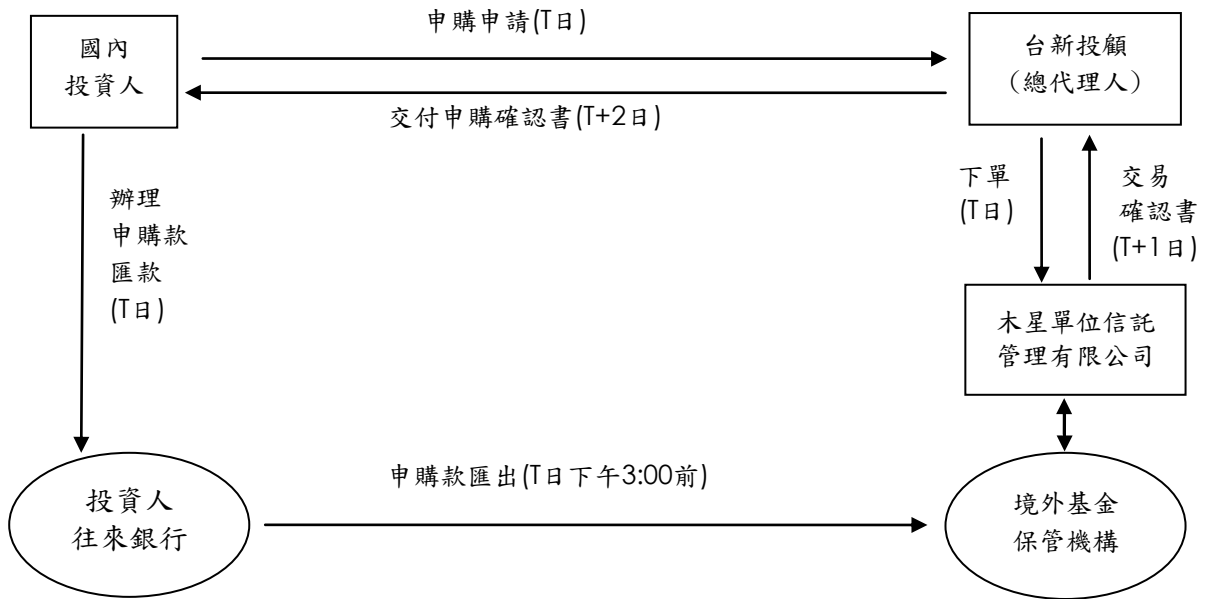 申購申請(T日)
國內
投資人
台新投顧
（總代理人）
交付申購確認書(T+2日)
辦理
申購款
匯款
(T日)
下單
(T日)
交易
確認書
(T+1日)
木星單位信託
管理有限公司
申購款匯出(T日下午3:00前)
投資人
往來銀行
境外基金
保管機構